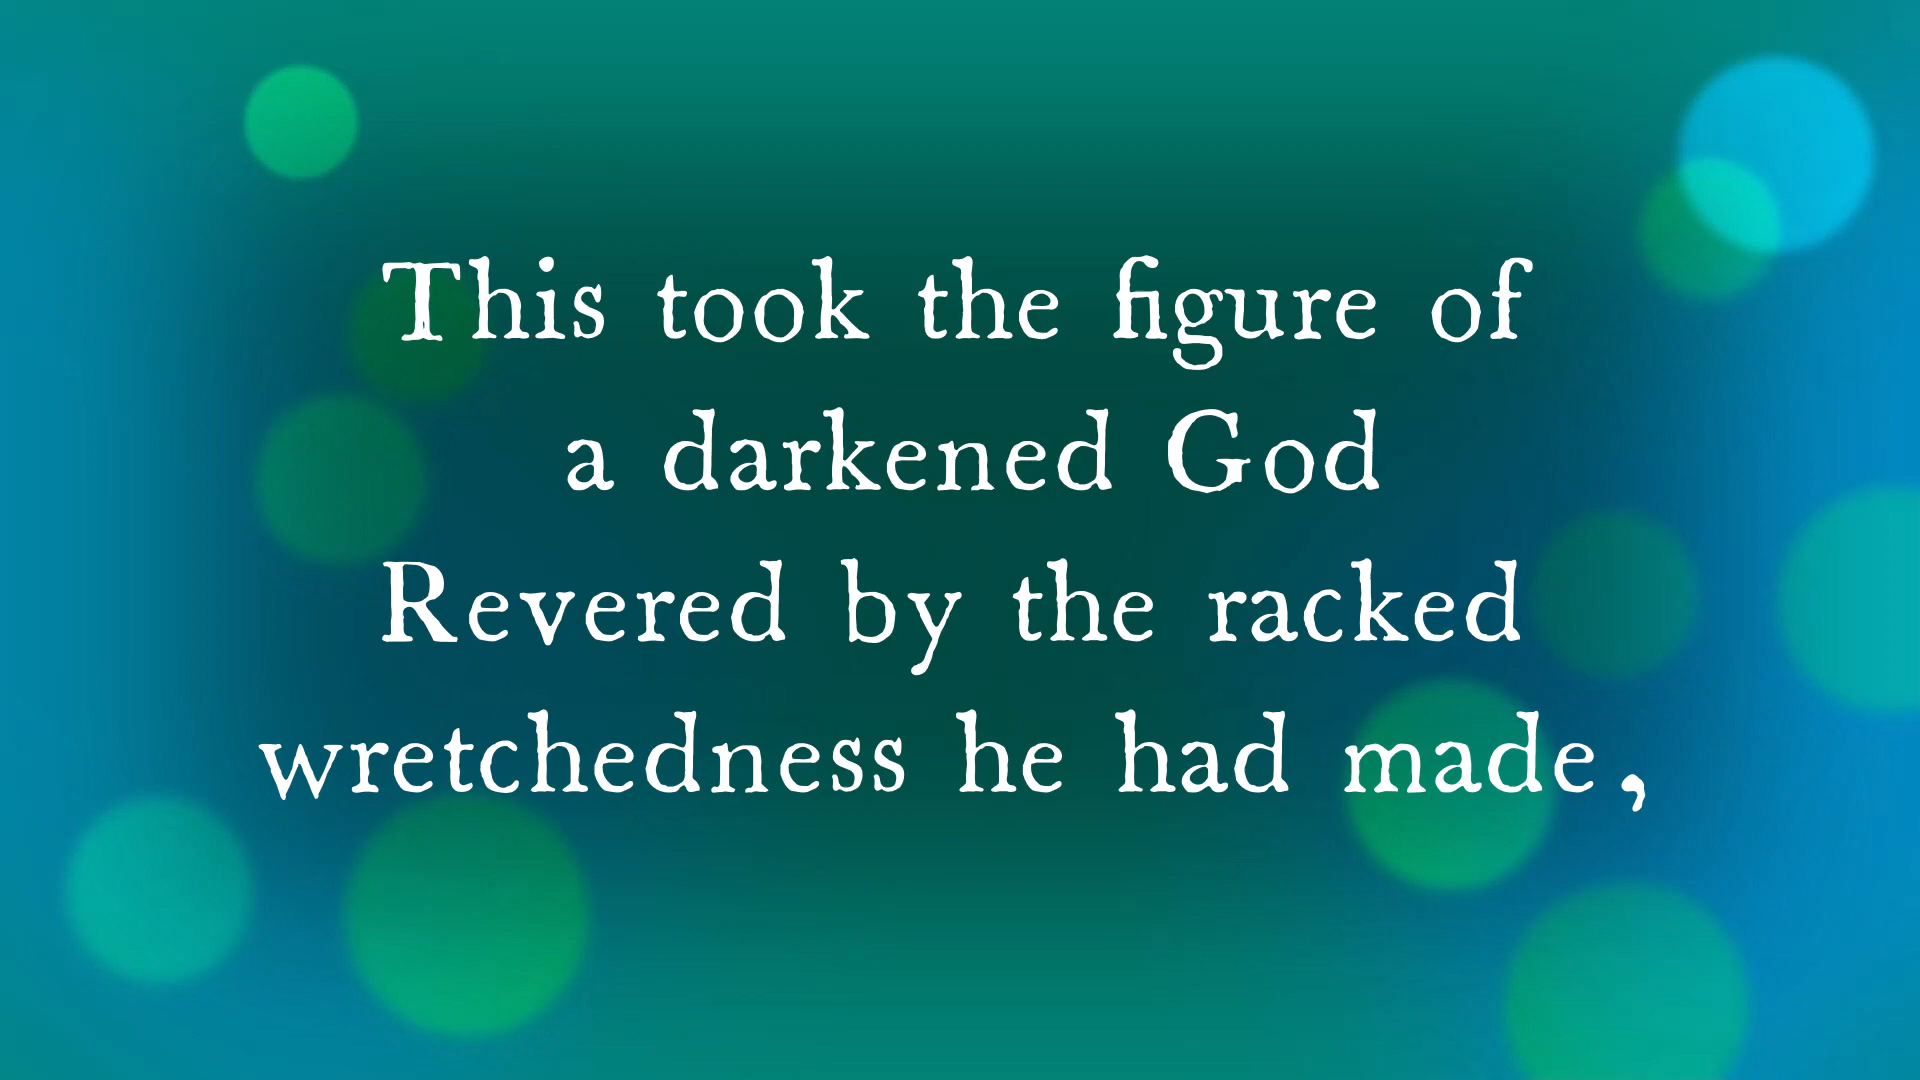 This took the figure of
a darkened God
Revered by the racked
wretchedness he had made,